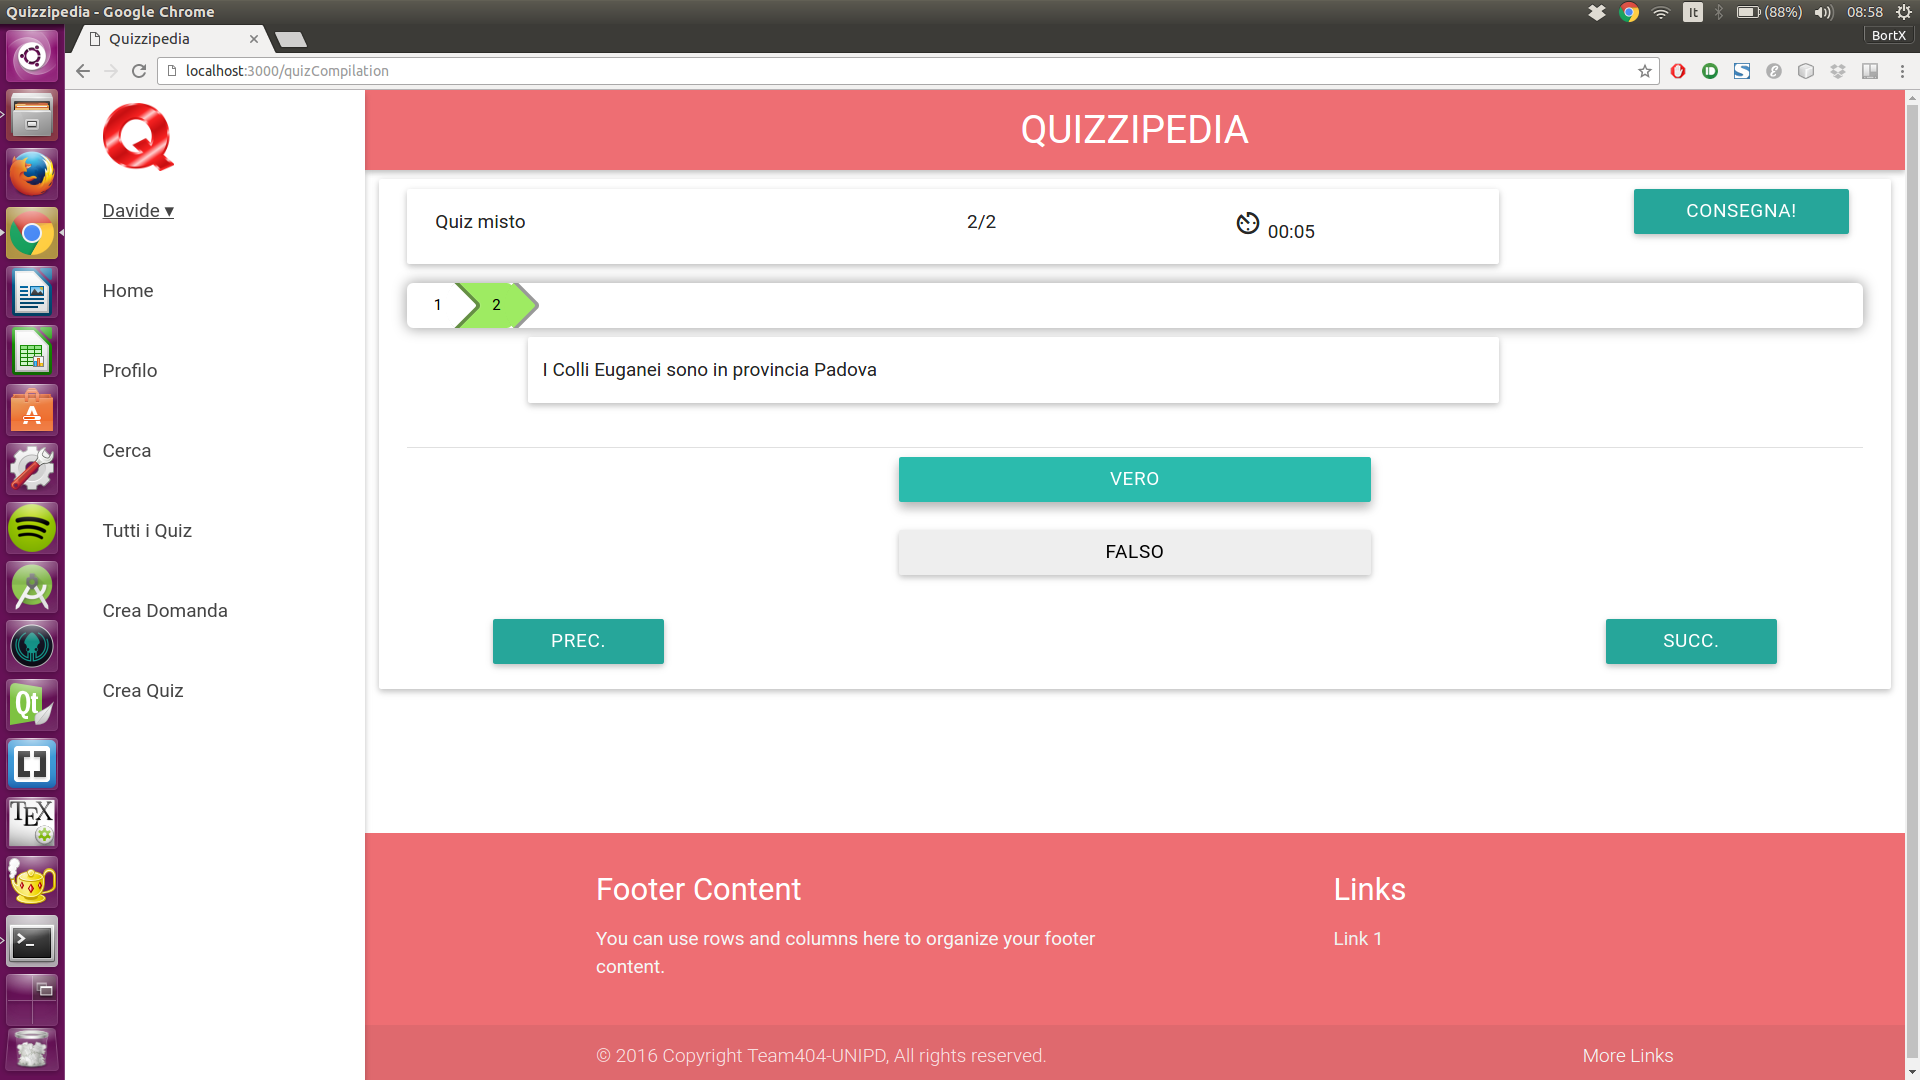 Quizzipedia - Google Chrome
It
(88%)
08:58
Quizzipedia
BortX
localhost:3000/quizCompilation
Q
QUIZZIPEDIA
Davide ▾
Home
Profilo
Cerca
Tutti i Quiz
Crea Domanda
Crea Quiz
Quiz misto
2/2
00:05
CONSEGNA!
1
2
I Colli Euganei sono in provincia Padova
VERO
FALSO
PREC.
SUCC.
Qt
TEX
Footer Content
Links
You can use rows and columns here to organize your footer
content.
Link 1
© 2016 Copyright Team404-UNIPD, All rights reserved.
More Links